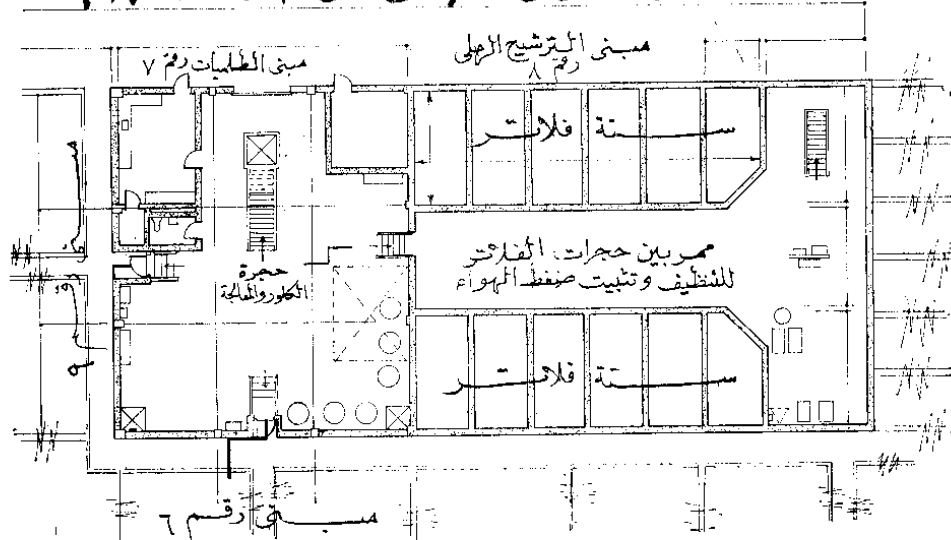 مبنى الطلمبات رقم ٧
مبنى الترشيح الرملى
رقم ٨
ستة فلاتر
ممر بين حجرات الفلاتر
للتنظيف وتثبيت ضغط الهواء
حجرة
الكلور والمعالجة
ستة فلاتر
مبنى رقم ٦